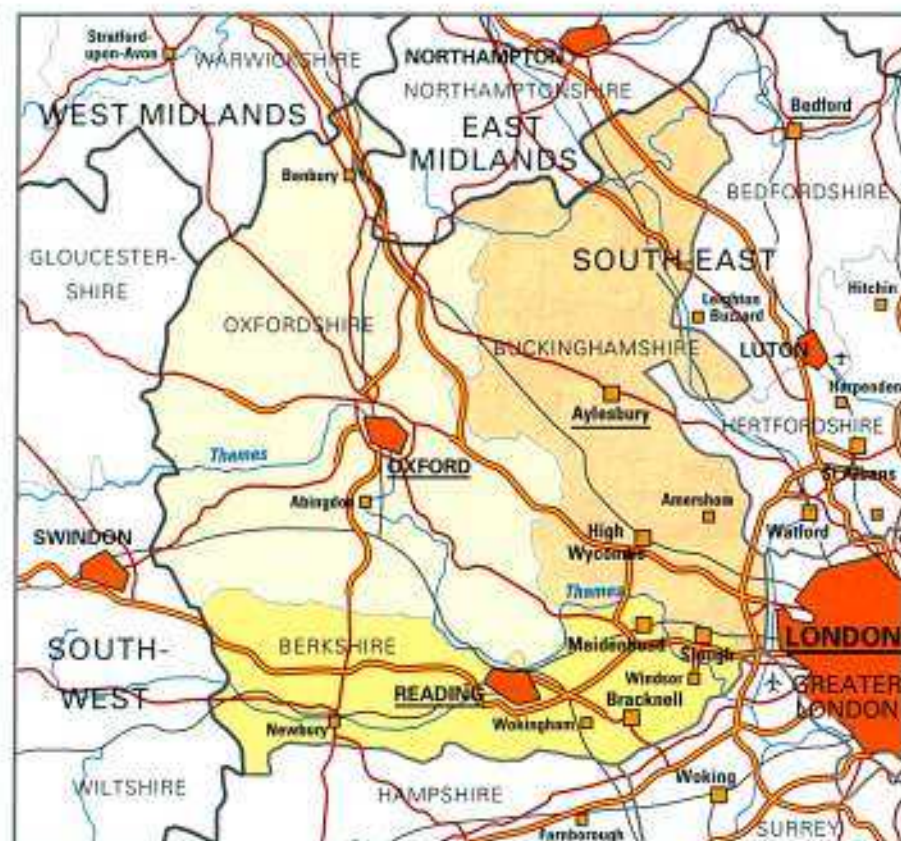 Stratford-
upon-Avon
WARWICKSHIRE
NORTHAMPTON
NORTHAMPTONSHIRE
WEST MIDLANDS
EAST
MIDLANDS
Bedford
Banbury
BEDFORDSHIRE
GLOUCESTER-
SHIRE
SOUTH-EAST
Hitchin
Leighton
Buzzard
OXFORDSHIRE
BUCKINGHAMSHIRE
LUTON
Harpenden
Aylesbury
HERTFORDSHIRE
Thames
OXFORD
St Albans
Abingdon
Amersham
High
Wycombe
Watford
SWINDON
Thames
BERKSHIRE
Maidenhead
Slough
LONDON
SOUTH-
WEST
READING
Windsor
Bracknell
GREATER
LONDON
Newbury
Wokingham
WILTSHIRE
HAMPSHIRE
Woking
Farnborough
SURREY